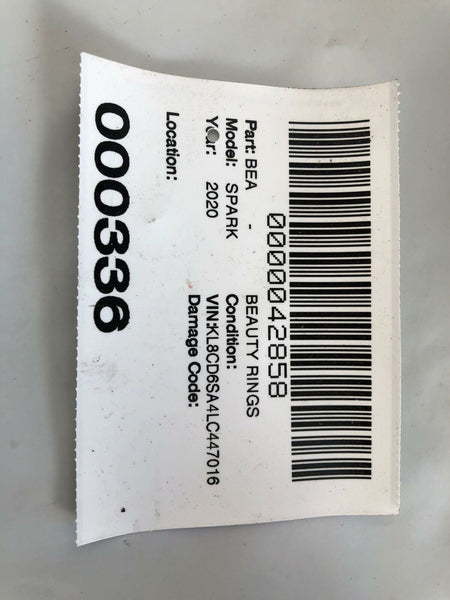 0000042858
Part: BEA - BEAUTY RINGS
Model: SPARK Condition:
Year: 2020 VIN:KL8CD6SA4LC447016
Damage Code:
Location:
000336